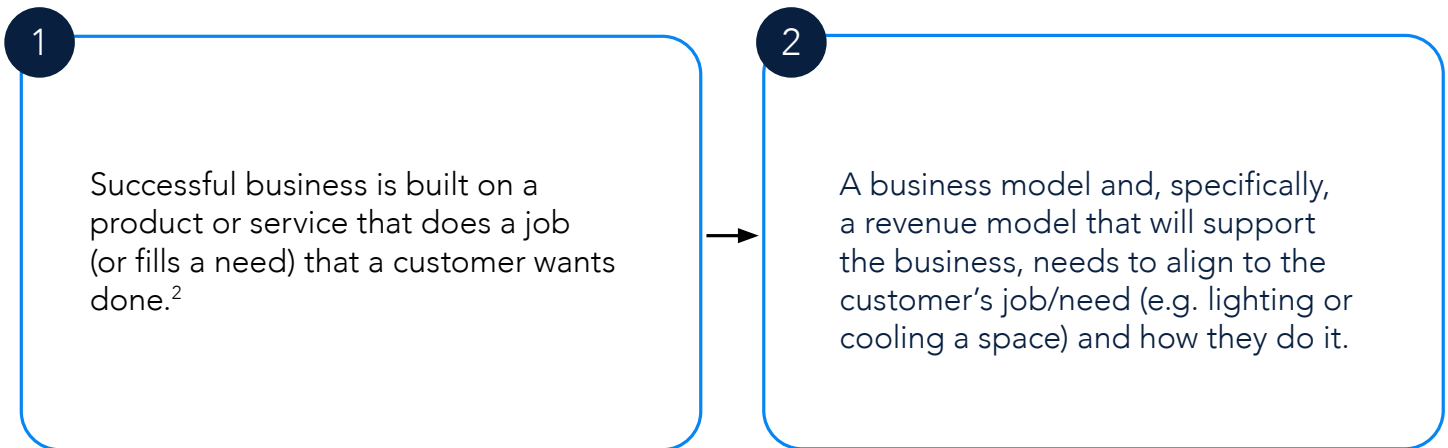 1
Successful business is built on a
product or service that does a job
(or fills a need) that a customer wants
done.²
2
A business model and, specifically,
a revenue model that will support
the business, needs to align to the
customer’s job/need (e.g. lighting or
cooling a space) and how they do it.